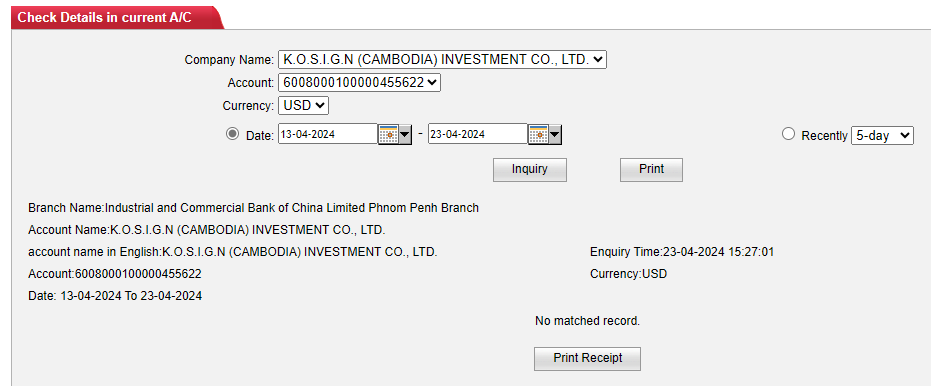 Check Details in current A/C
Company Name: K.O.S.I.G.N (CAMBODIA) INVESTMENT CO., LTD.
Account: 6008000100000455622
Currency: USD
Date: 13-04-2024 - 23-04-2024 Recently 5-day
Inquiry Print
Branch Name:Industrial and Commercial Bank of China Limited Phnom Penh Branch
Account Name:K.O.S.I.G.N (CAMBODIA) INVESTMENT CO., LTD.
account name in English:K.O.S.I.G.N (CAMBODIA) INVESTMENT CO., LTD. Enquiry Time:23-04-2024 15:27:01
Account:6008000100000455622 Currency:USD
Date: 13-04-2024 To 23-04-2024
No matched record.
Print Receipt